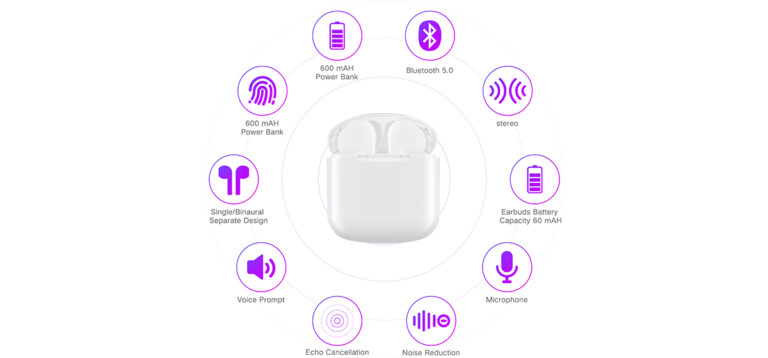 600 mAH
Power Bank
Bluetooth 5.0
600 mAH
Power Bank
stereo
Single/Binaural
Separate Design
Earbuds Battery
Capacity 60 mAH
Voice Prompt
Microphone
Echo Cancellation
Noise Reduction